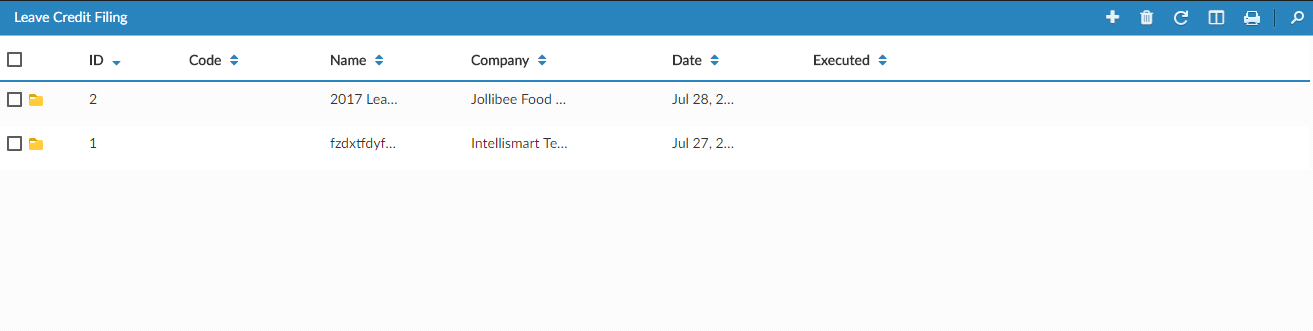 Leave Credit Filing
ID Code Name Company Date Executed
2 2017 Lea... Jollibee Food ... Jul 28, 2...
1 fzdxtfdyf... Intellismart Te... Jul 27, 2...